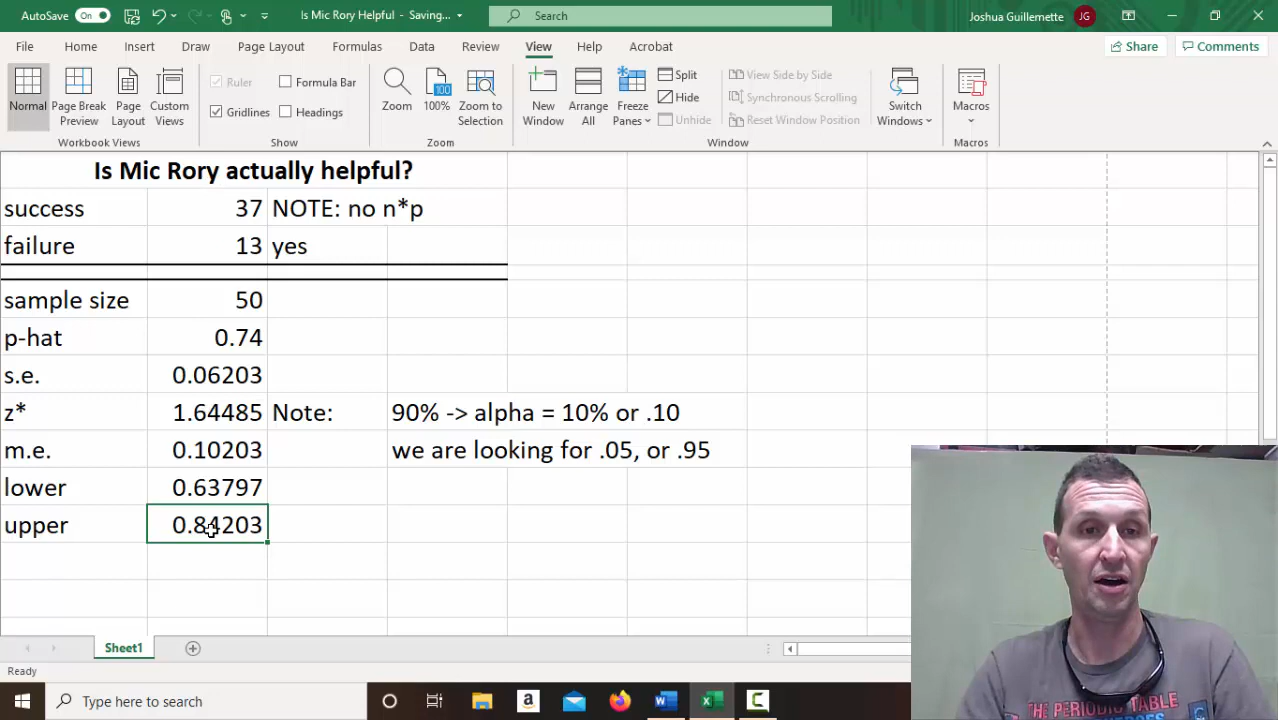 AutoSave On
Is Mic Rory Helpful - Saving...
Search
Joshua Guillemette JG
File Home Insert Draw Page Layout Formulas Data Review View Help Acrobat Share Comments
Normal
Page Break Preview
Page Layout
Custom Views
Workbook Views
Ruler
Formula Bar
Gridlines
Headings
Show
Zoom
100%
100
Zoom to Selection
Zoom
New Window
Arrange All
Freeze Panes
Split
Hide
Unhide
View Side by Side
Synchronous Scrolling
Reset Window Position
Switch Windows
Window
Macros
Macros
Is Mic Rory actually helpful?
success 37 NOTE: no n*p
failure 13 yes
sample size 50
p-hat 0.74
s.e. 0.06203
z* 1.64485 Note: 90% -> alpha = 10% or .10
m.e. 0.10203 we are looking for .05, or .95
lower 0.63797
upper 0.84203
Sheet1
Ready
Type here to search
THE PERIODIC TABLE